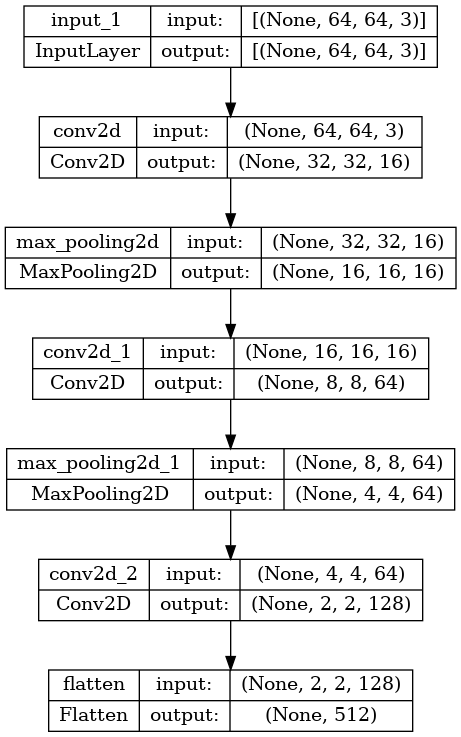 input_1 input: [(None, 64, 64, 3)]
InputLayer output: [(None, 64, 64, 3)]
conv2d input: (None, 64, 64, 3)
Conv2D output: (None, 32, 32, 16)
max_pooling2d input: (None, 32, 32, 16)
MaxPooling2D output: (None, 16, 16, 16)
conv2d_1 input: (None, 16, 16, 16)
Conv2D output: (None, 8, 8, 64)
max_pooling2d_1 input: (None, 8, 8, 64)
MaxPooling2D output: (None, 4, 4, 64)
conv2d_2 input: (None, 4, 4, 64)
Conv2D output: (None, 2, 2, 128)
flatten input: (None, 2, 2, 128)
Flatten output: (None, 512)